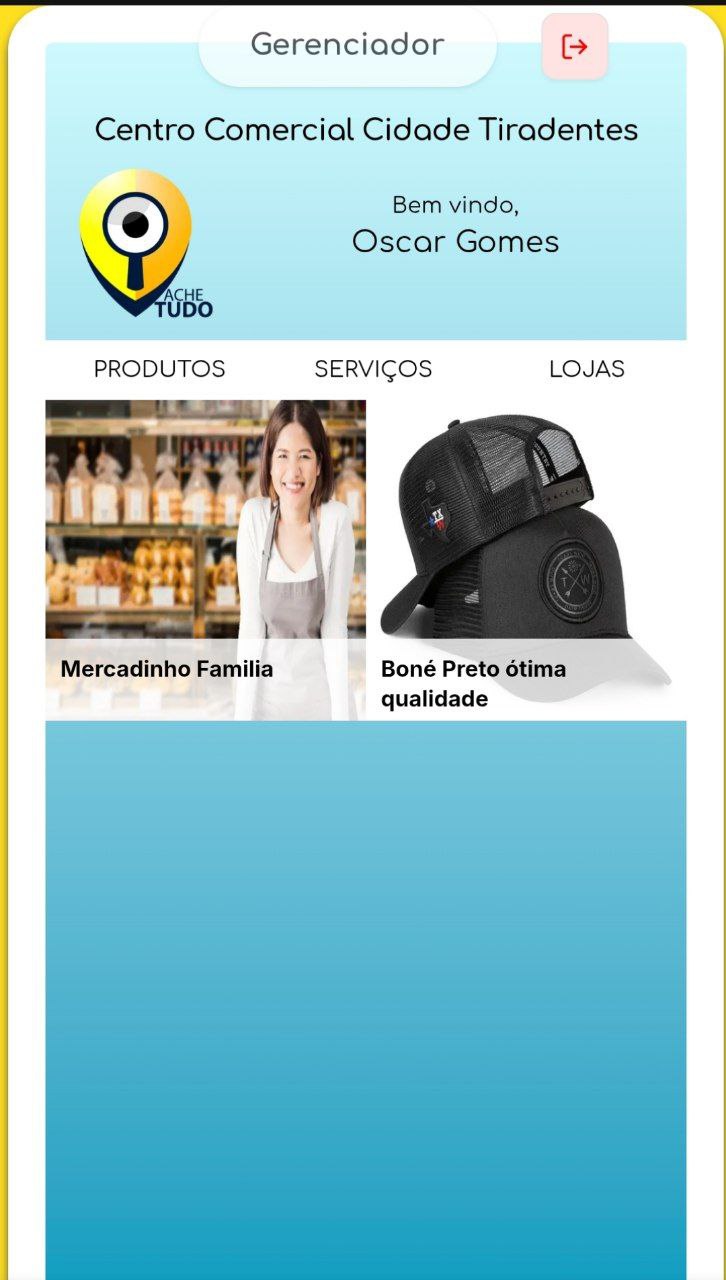 Gerenciador
Centro Comercial Cidade Tiradentes
Bem vindo,
Oscar Gomes
ACHE
TUDO
PRODUTOS SERVIÇOS LOJAS
Mercadinho Familia
Boné Preto ótima
qualidade
T W